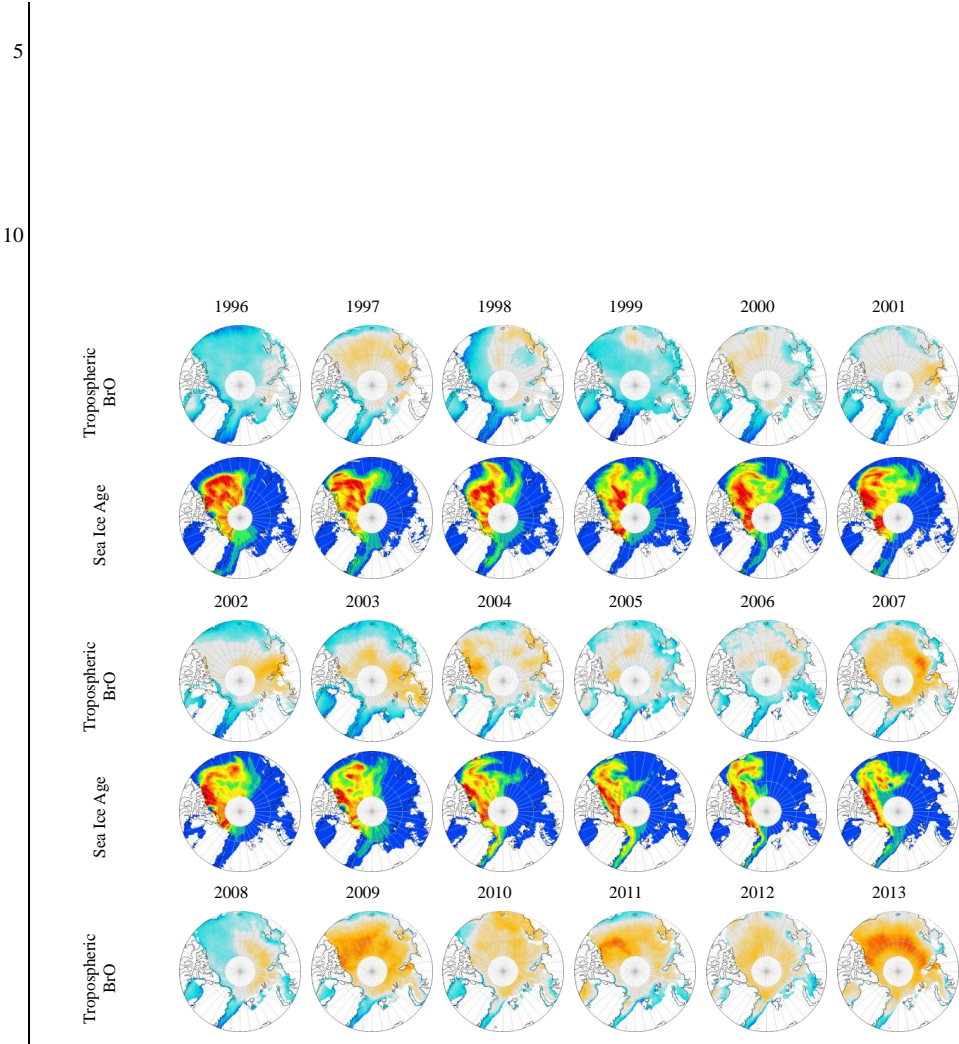 5
10
1996 1997 1998 1999 2000 2001
Tropospheric
BrO
Sea Ice Age
2002 2003 2004 2005 2006 2007
Tropospheric
BrO
Sea Ice Age
2008 2009 2010 2011 2012 2013
Tropospheric
BrO